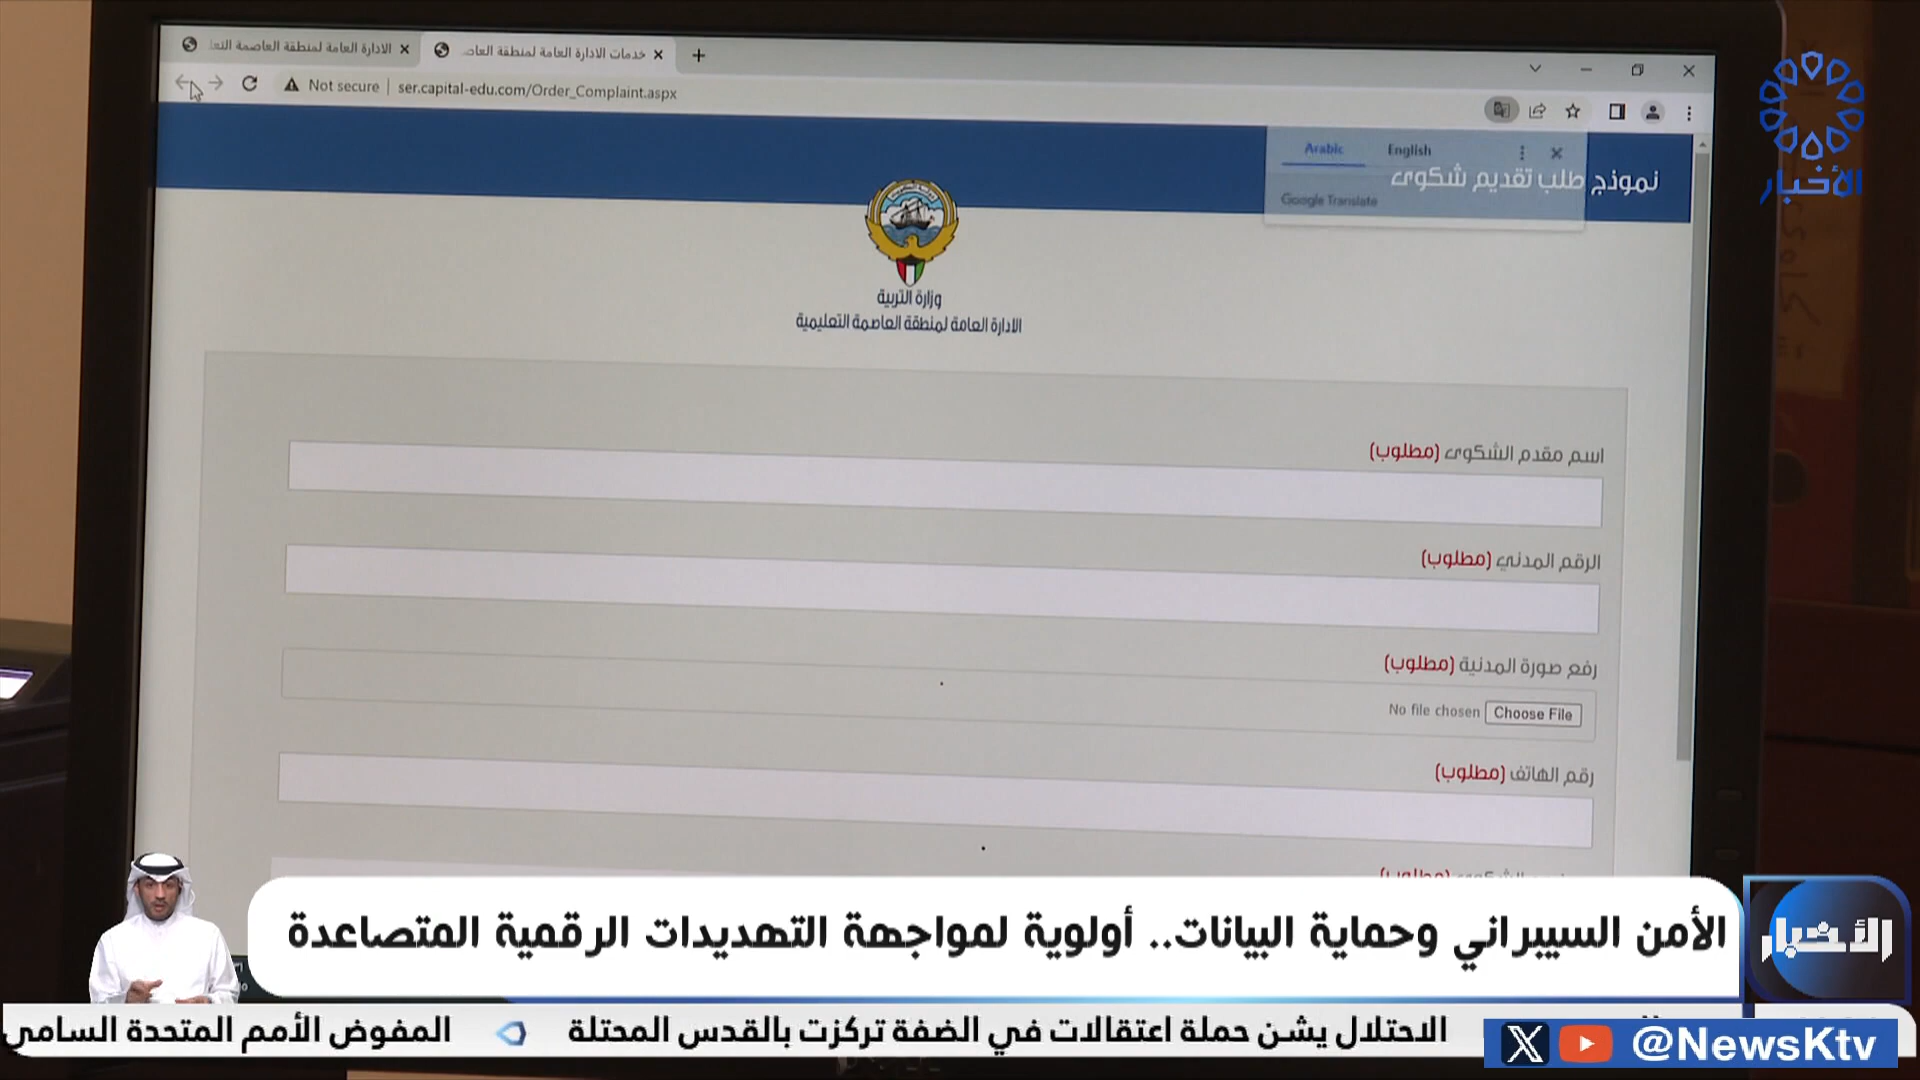 الادارة العامة لمنطقة العاصمة التعا
خدمات الادارة العامة لمنطقة العاص
Not secure
ser.capital-edu.com/Order_Complaint.aspx
Arabic
English
Google Translate
نموذج طلب تقديم شكوى
الأخبار
وزارة التربية
الادارة العامة لمنطقة العاصمة التعليمية
اسم مقدم الشكوى (مطلوب)
الرقم المدني (مطلوب)
رفع صورة المدنية (مطلوب)
Choose File No file chosen
رقم الهاتف (مطلوب)
الأمن السيبراني وحماية البيانات.. أولوية لمواجهة التهديدات الرقمية المتصاعدة
الأخبار
الاحتلال يشن حملة اعتقالات في الضفة تركزت بالقدس المحتلة
المفوض الأمم المتحدة السامي
@NewsKtv